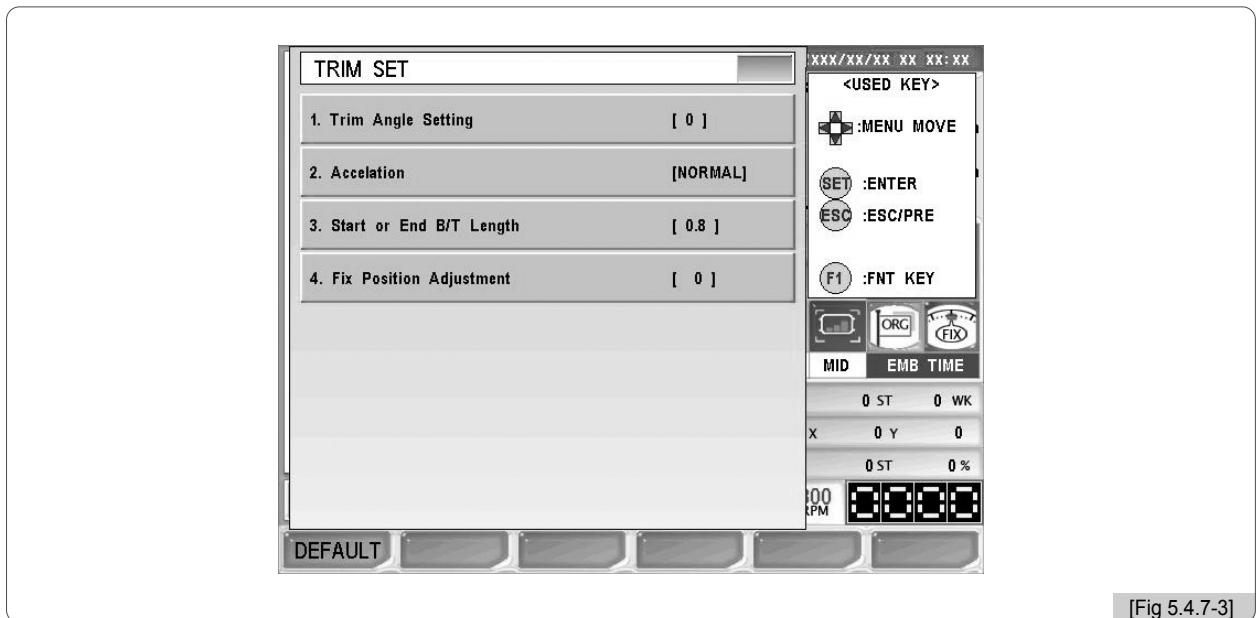 TRIM SET
1. Trim Angle Setting [ 0 ]
2. Accelation [NORMAL]
3. Start or End B/T Length [ 0.8 ]
4. Fix Position Adjustment [ 0 ]
XXX/XX/XX XX XX:XX
<USED KEY>
:MENU MOVE
SET :ENTER
ESC :ESC/PRE
F1 :FNT KEY
ORG FIX
MID EMB TIME
0 ST 0 WK
X 0 Y 0
0 ST 0 %
RPM 0000
DEFAULT
[Fig 5.4.7-3]